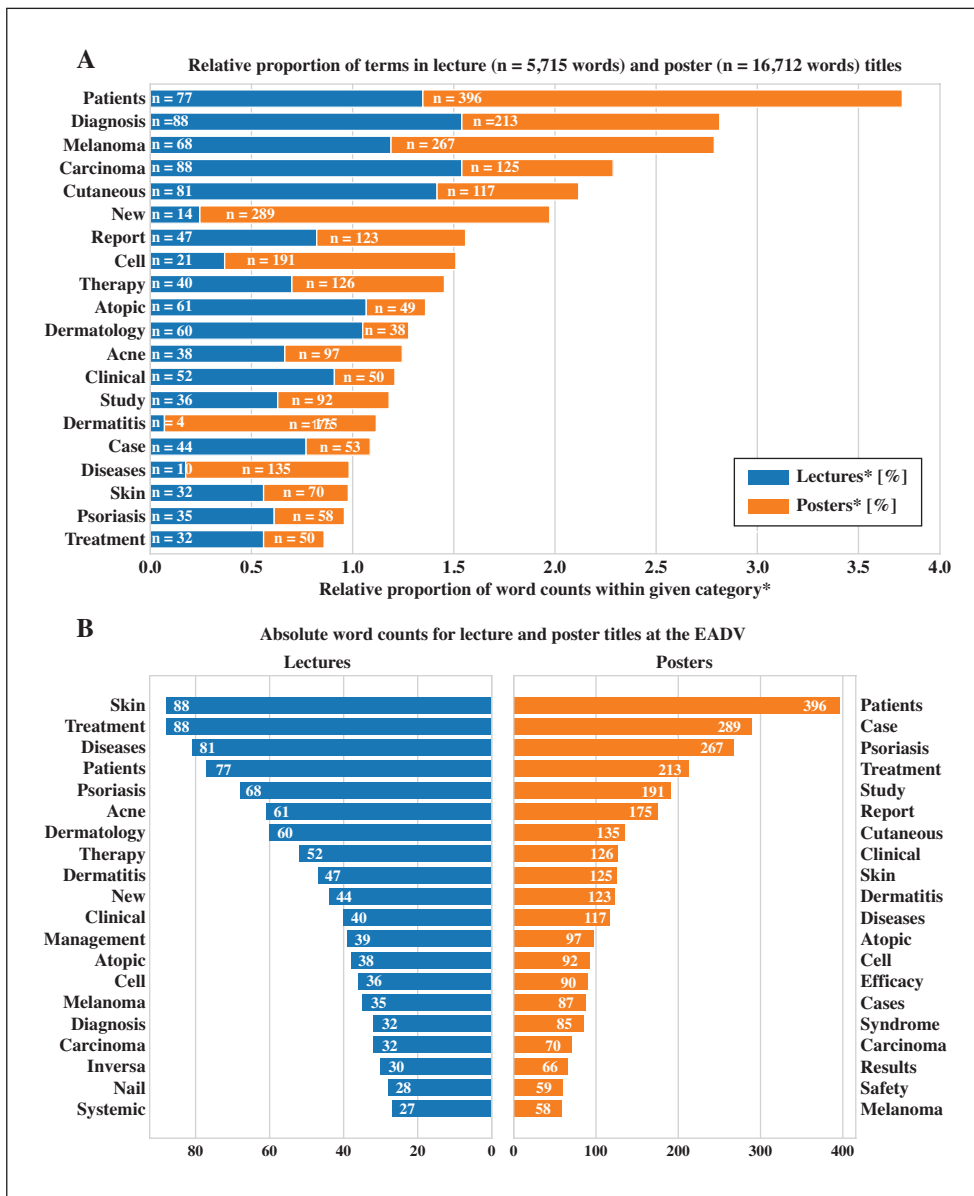 A
Relative proportion of terms in lecture (n = 5,715 words) and poster (n = 16,712 words) titles
Patients n = 77 n = 396
Diagnosis n =88 n =213
Melanoma n = 68 n = 267
Carcinoma n = 88 n = 125
Cutaneous n = 81 n = 117
New n = 14 n = 289
Report n = 47 n = 123
Cell n = 21 n = 191
Therapy n = 40 n = 126
Atopic n = 61 n = 49
Dermatology n = 60 n = 38
Acne n = 38 n = 97
Clinical n = 52 n = 50
Study n = 36 n = 92
Dermatitis n = 4 n = 175
Case n = 44 n = 53
Diseases n = 10 n = 135
Skin n = 32 n = 70
Psoriasis n = 35 n = 58
Treatment n = 32 n = 50
Lectures* [%]
Posters* [%]
0.0 0.5 1.0 1.5 2.0 2.5 3.0 3.5 4.0
Relative proportion of word counts within given category*
B
Absolute word counts for lecture and poster titles at the EADV
Lectures Posters
Skin 88 396 Patients
Treatment 88 289 Case
Diseases 81 267 Psoriasis
Patients 77 213 Treatment
Psoriasis 68 191 Study
Acne 61 175 Report
Dermatology 60 135 Cutaneous
Therapy 52 126 Clinical
Dermatitis 47 125 Skin
New 44 123 Dermatitis
Clinical 40 117 Diseases
Management 39 97 Atopic
Atopic 38 92 Cell
Cell 36 90 Efficacy
Melanoma 35 87 Cases
Diagnosis 32 85 Syndrome
Carcinoma 32 70 Carcinoma
Inversa 30 66 Results
Nail 28 59 Safety
Systemic 27 58 Melanoma
80 60 40 20 0 0 100 200 300 400